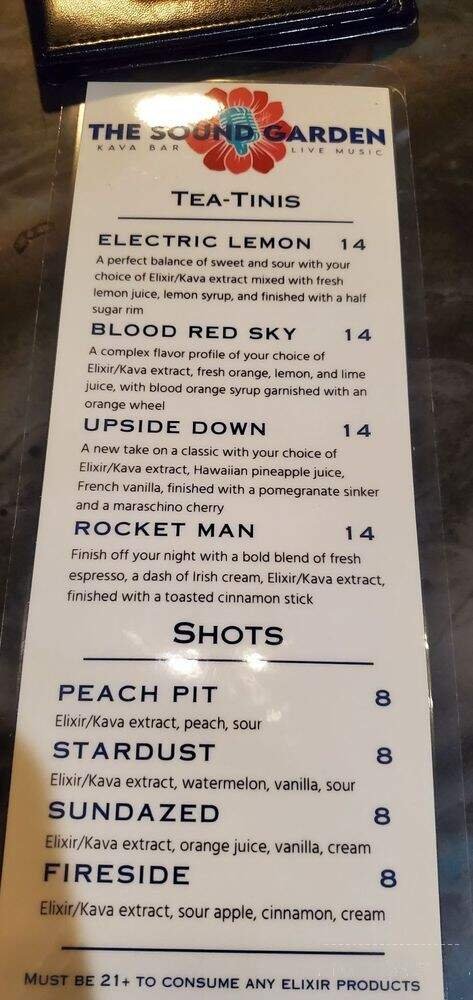 THE SOUND GARDEN
KAVA BAR LIVE MUSIC
TEA-TINIS
ELECTRIC LEMON 14
A perfect balance of sweet and sour with your
choice of Elixir/Kava extract mixed with fresh
lemon juice, lemon syrup, and finished with a half
sugar rim
BLOOD RED SKY 14
A complex flavor profile of your choice of
Elixir/Kava extract, fresh orange, lemon, and lime
juice, with blood orange syrup garnished with an
orange wheel
UPSIDE DOWN 14
A new take on a classic with your choice of
Elixir/Kava extract, Hawaiian pineapple juice,
French vanilla, finished with a pomegranate sinker
and a maraschino cherry
ROCKET MAN 14
Finish off your night with a bold blend of fresh
espresso, a dash of Irish cream, Elixir/Kava extract,
finished with a toasted cinnamon stick
SHOTS
PEACH PIT 8
Elixir/Kava extract, peach, sour
STARDUST 8
Elixir/Kava extract, watermelon, vanilla, sour
SUNDAZED 8
Elixir/Kava extract, orange juice, vanilla, cream
FIRESIDE 8
Elixir/Kava extract, sour apple, cinnamon, cream
MUST BE 21+ TO CONSUME ANY ELIXIR PRODUCTS